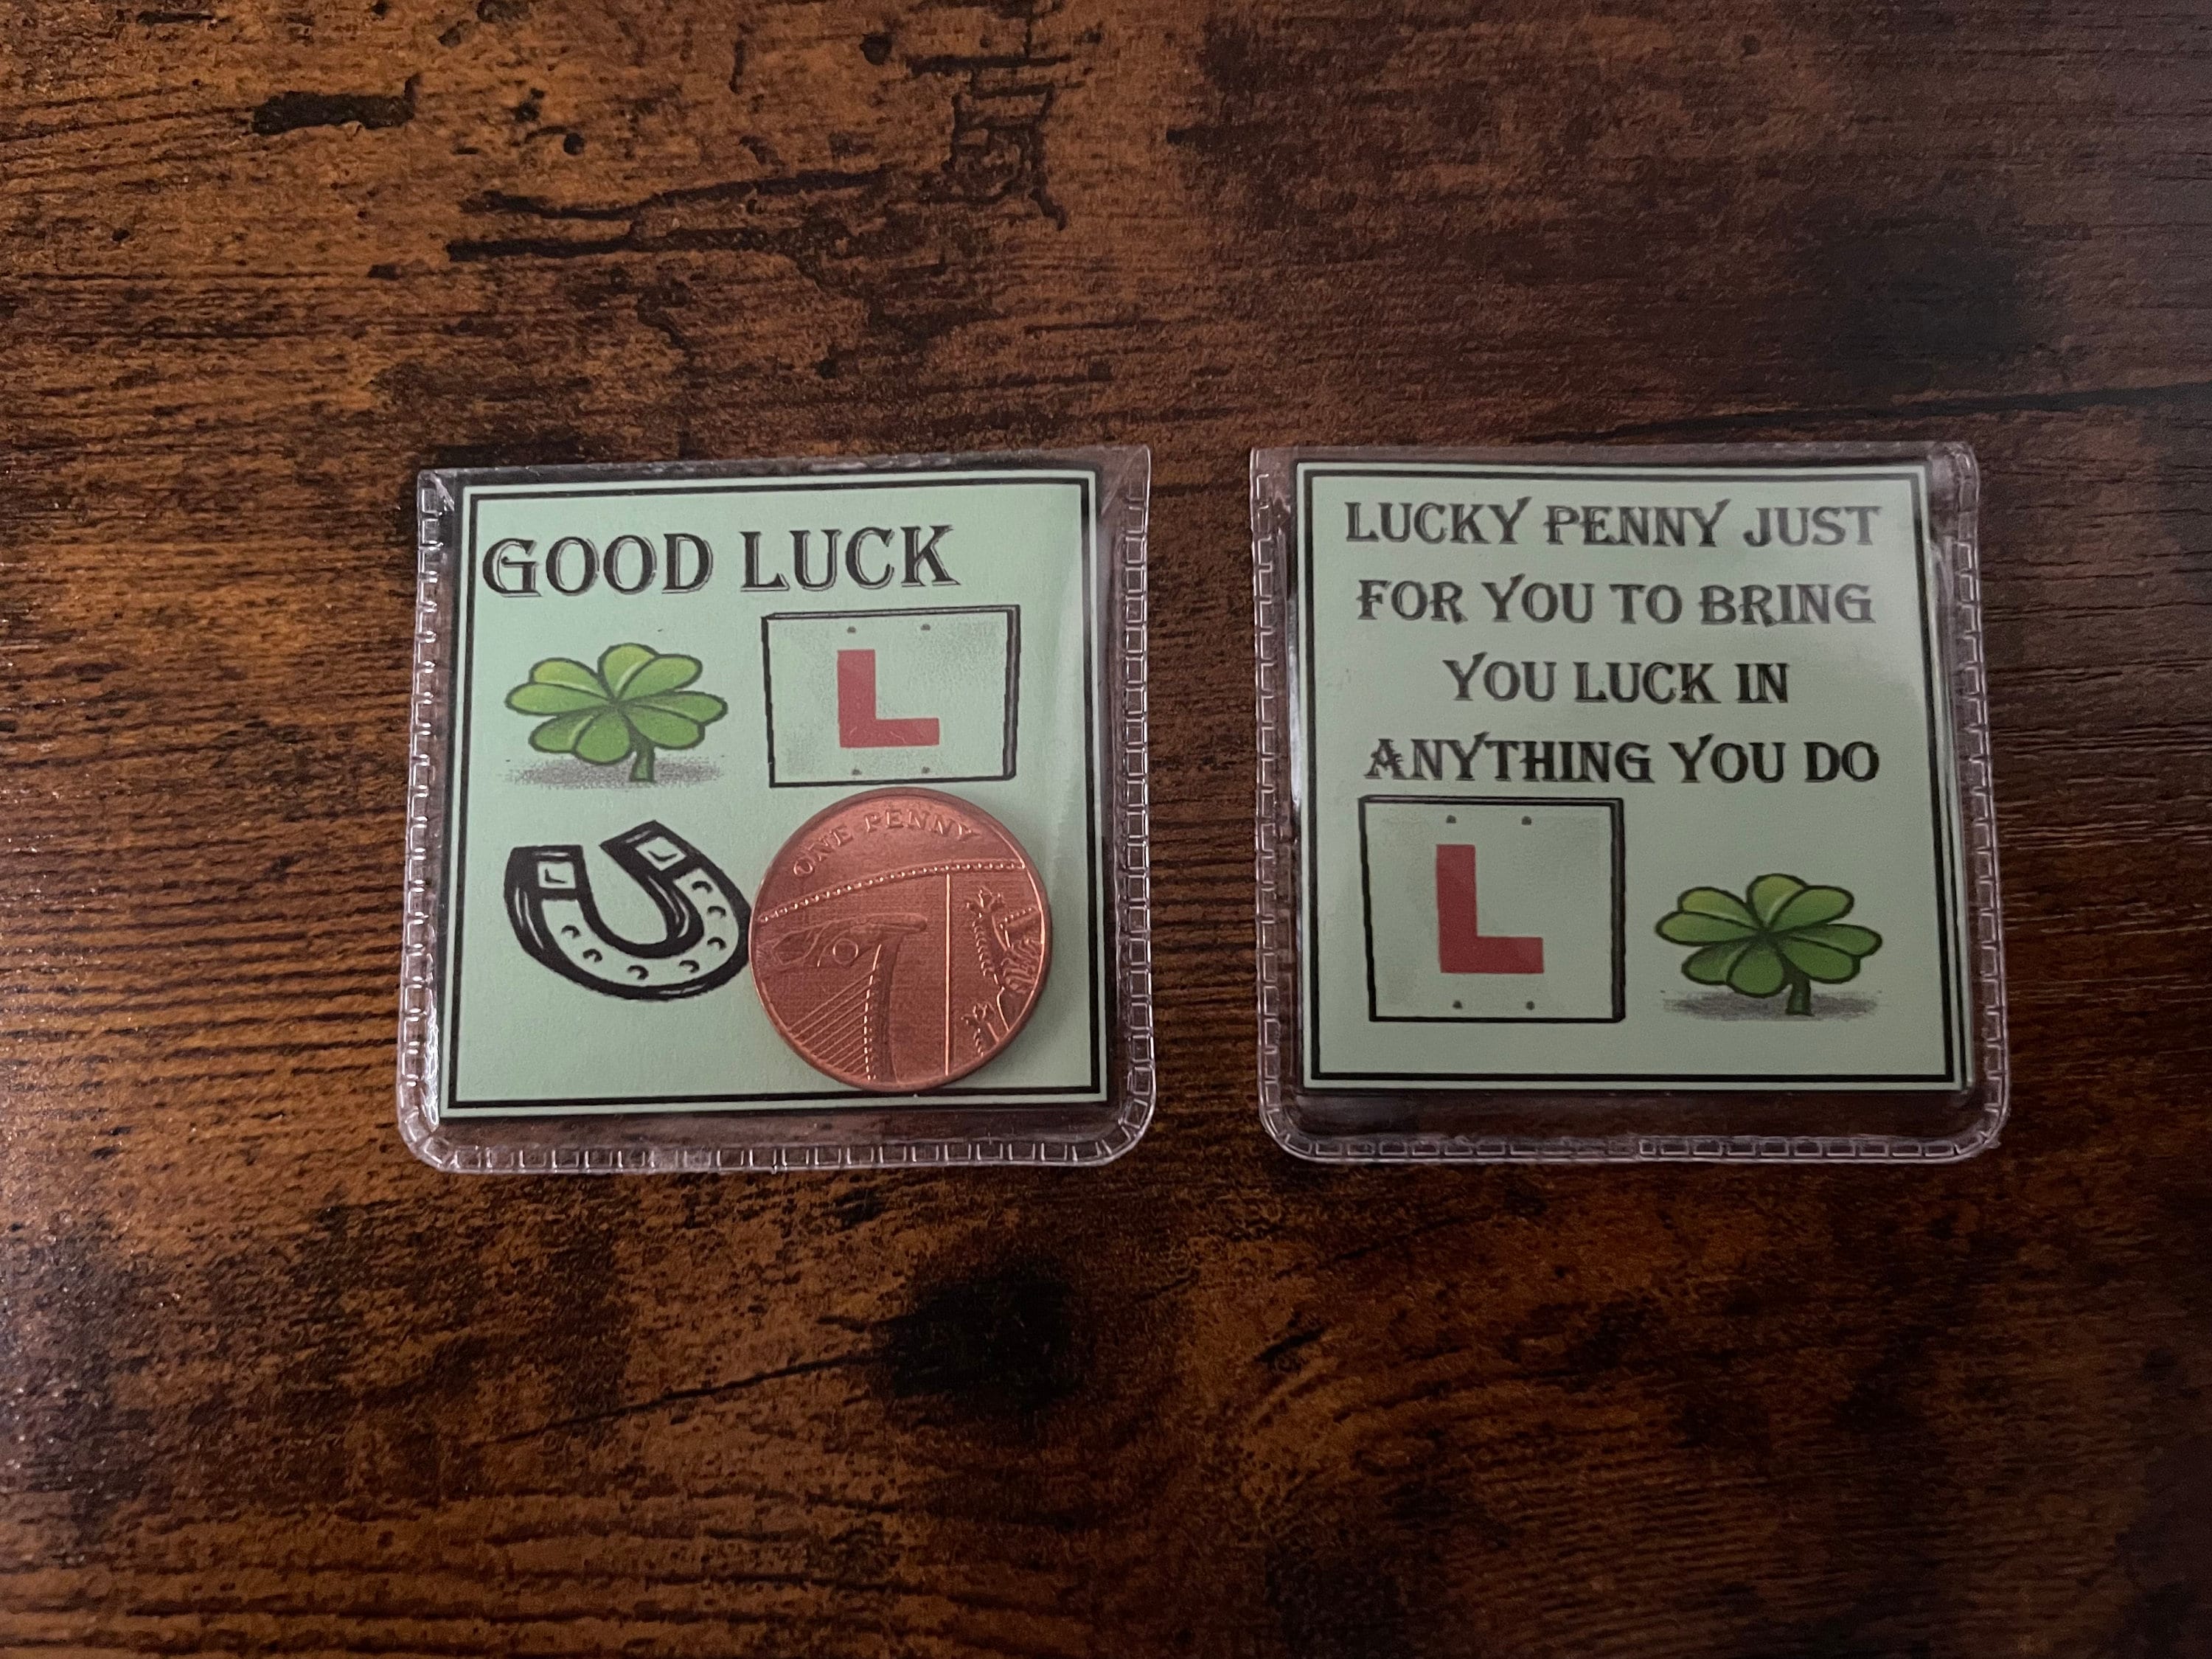 GOOD LUCK
L
ONE PENNY
LUCKY PENNY JUST
FOR YOU TO BRING
YOU LUCK IN
ANYTHING YOU DO
L